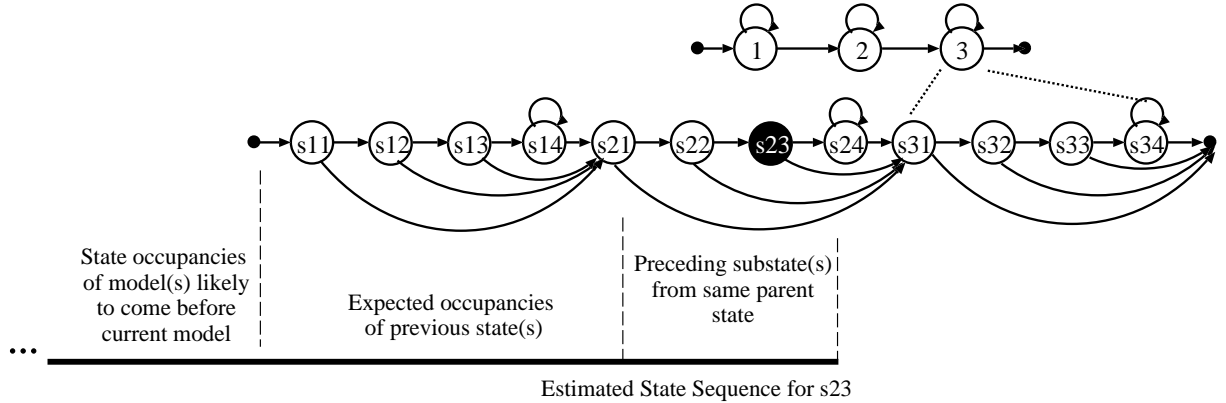 1 2 3
s11 s12 s13 s14 s21 s22 s23 s24 s31 s32 s33 s34
State occupancies
of model(s) likely
to come before
current model
Expected occupancies
of previous state(s)
Preceding substate(s)
from same parent
state
...
Estimated State Sequence for s23